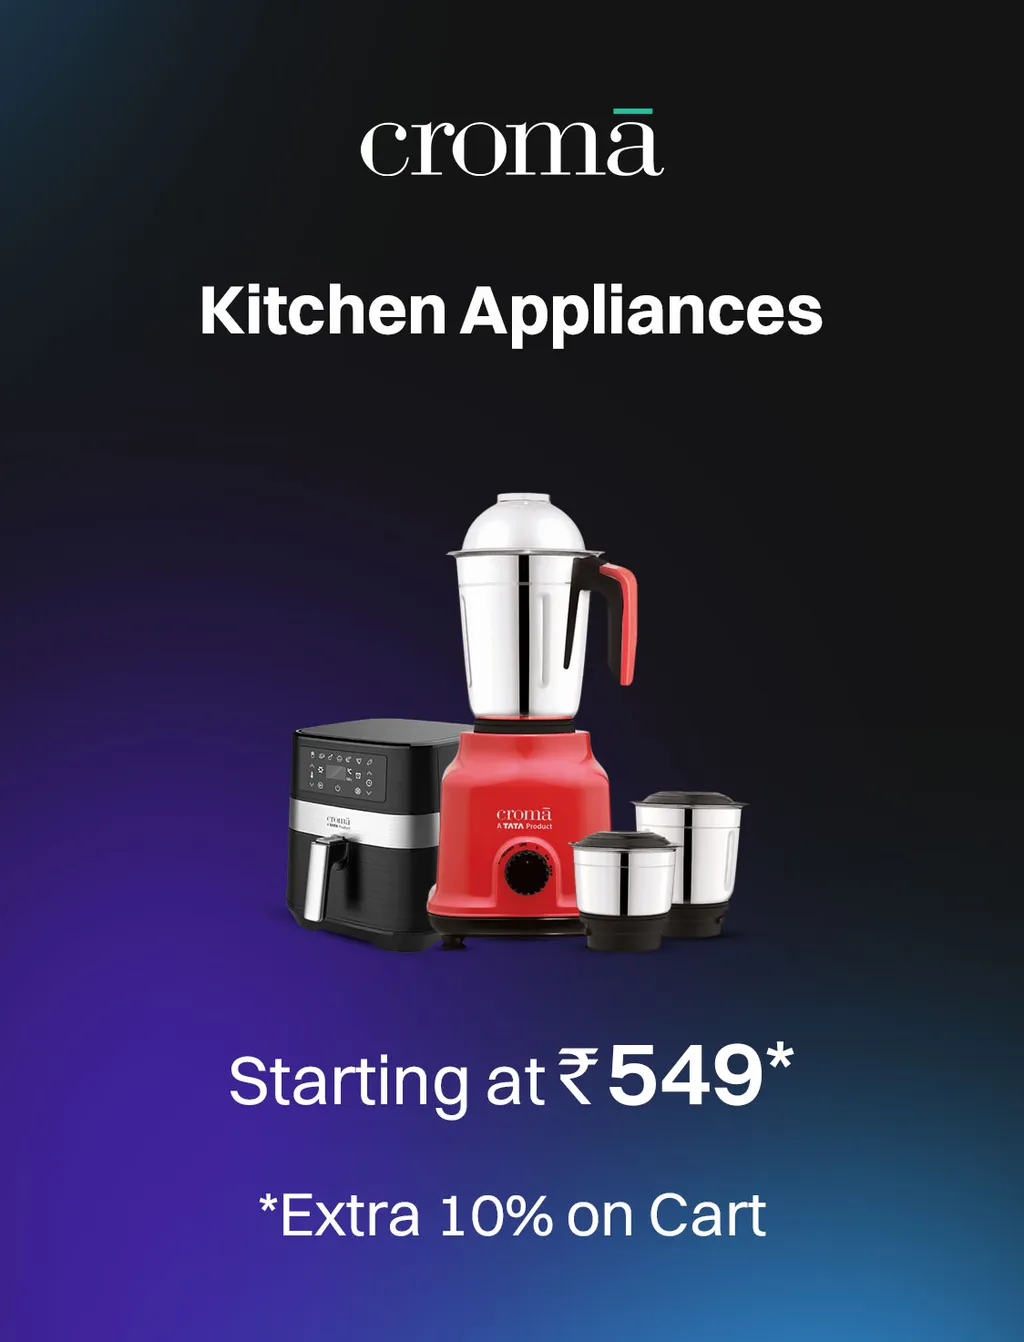 cromā
Kitchen Appliances
cromā
A TATA Product
cromā
A TATA Product
Starting at ₹549*
*Extra 10% on Cart